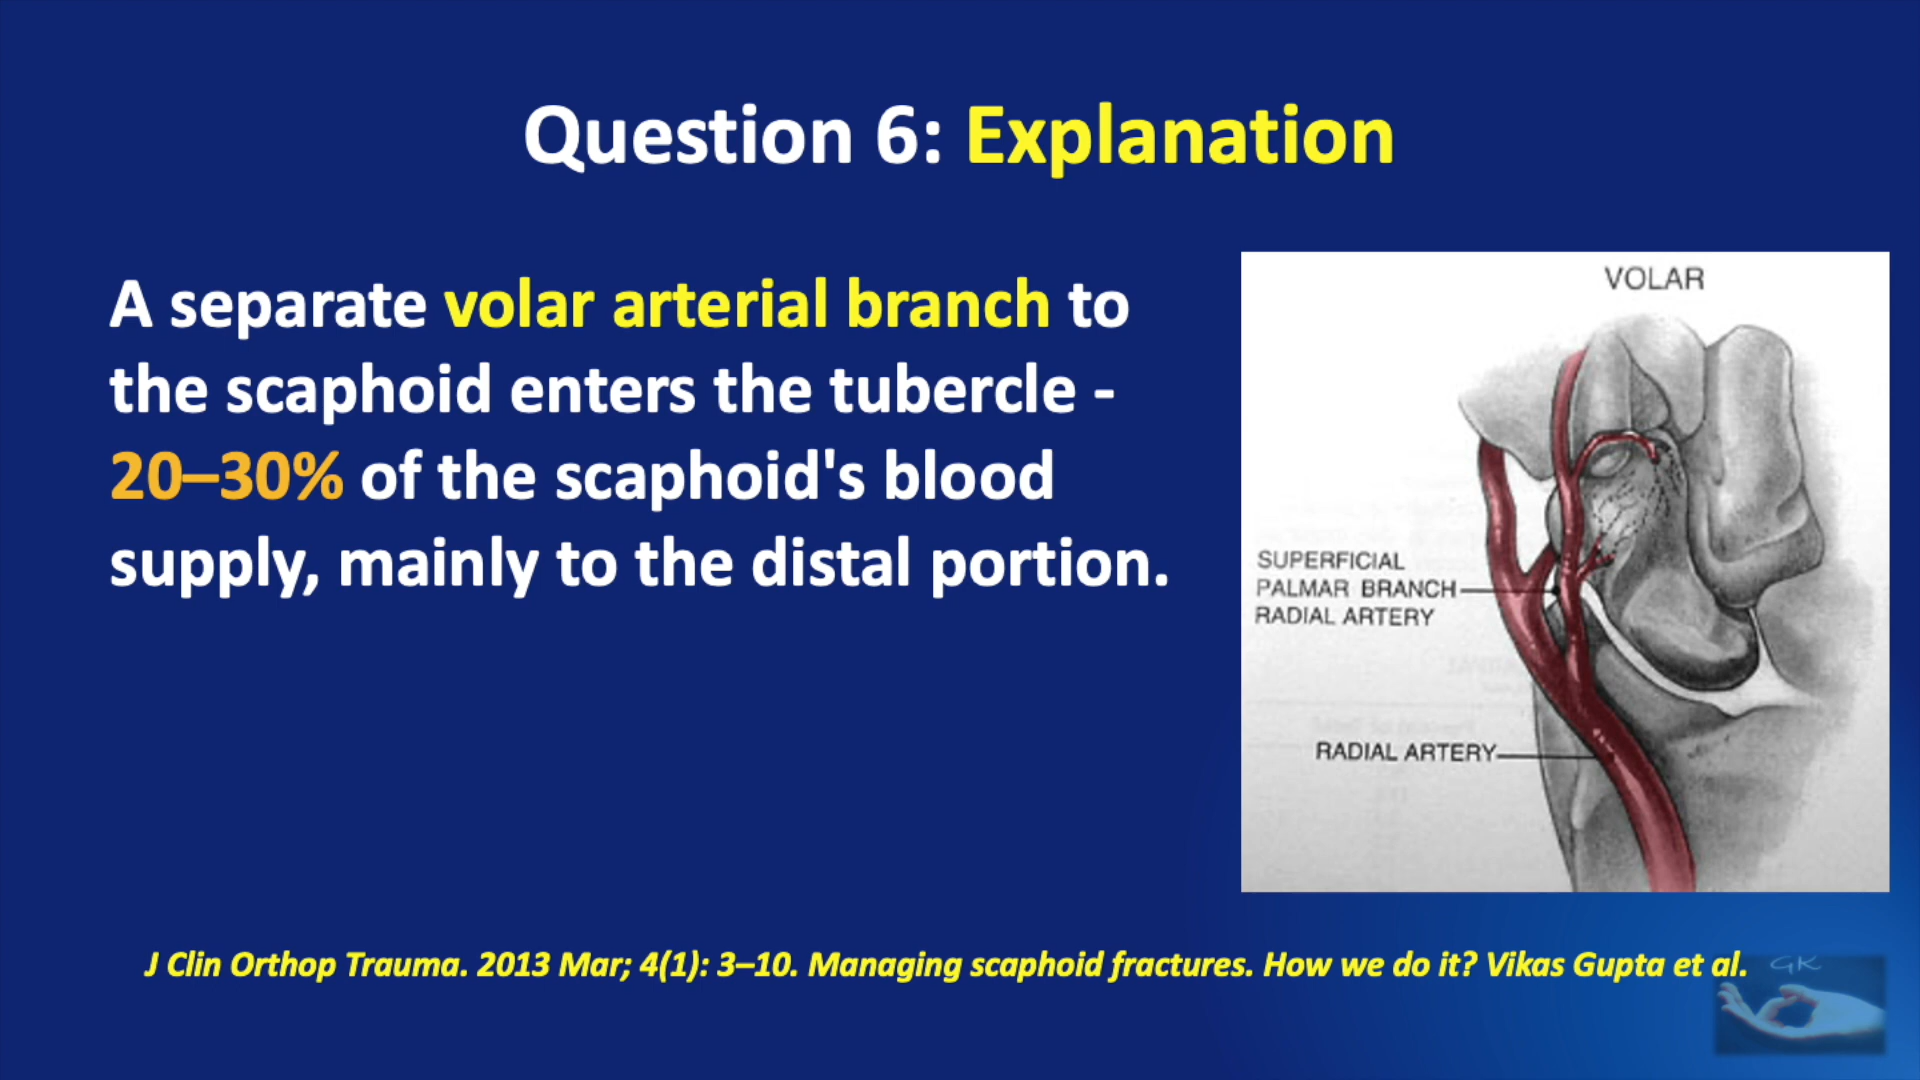 Question 6: Explanation
A separate volar arterial branch to
the scaphoid enters the tubercle -
20–30% of the scaphoid's blood
supply, mainly to the distal portion.
VOLAR
SUPERFICIAL
PALMAR BRANCH
RADIAL ARTERY
RADIAL ARTERY
J Clin Orthop Trauma. 2013 Mar; 4(1): 3–10. Managing scaphoid fractures. How we do it? Vikas Gupta et al.
GK